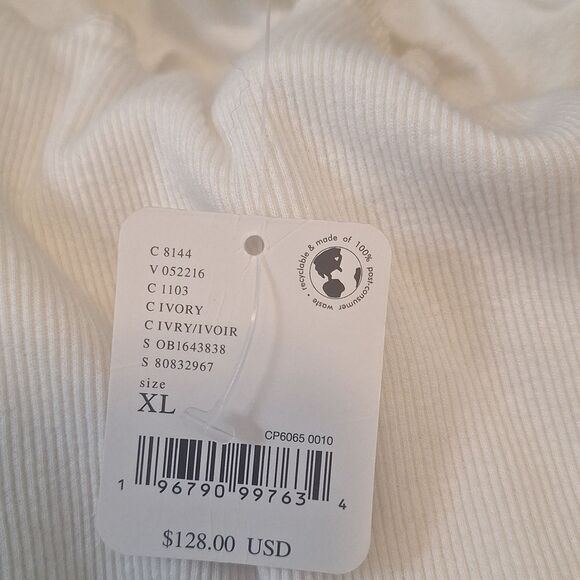 C 8144
V 052216
C 1103
C IVORY
C IVRY/IVOIR
S OB1643838
S 80832967
size
XL
recyclable & made of 100% post-consumer waste •
CP6065 0010
1 96790 99763 4
$128.00 USD